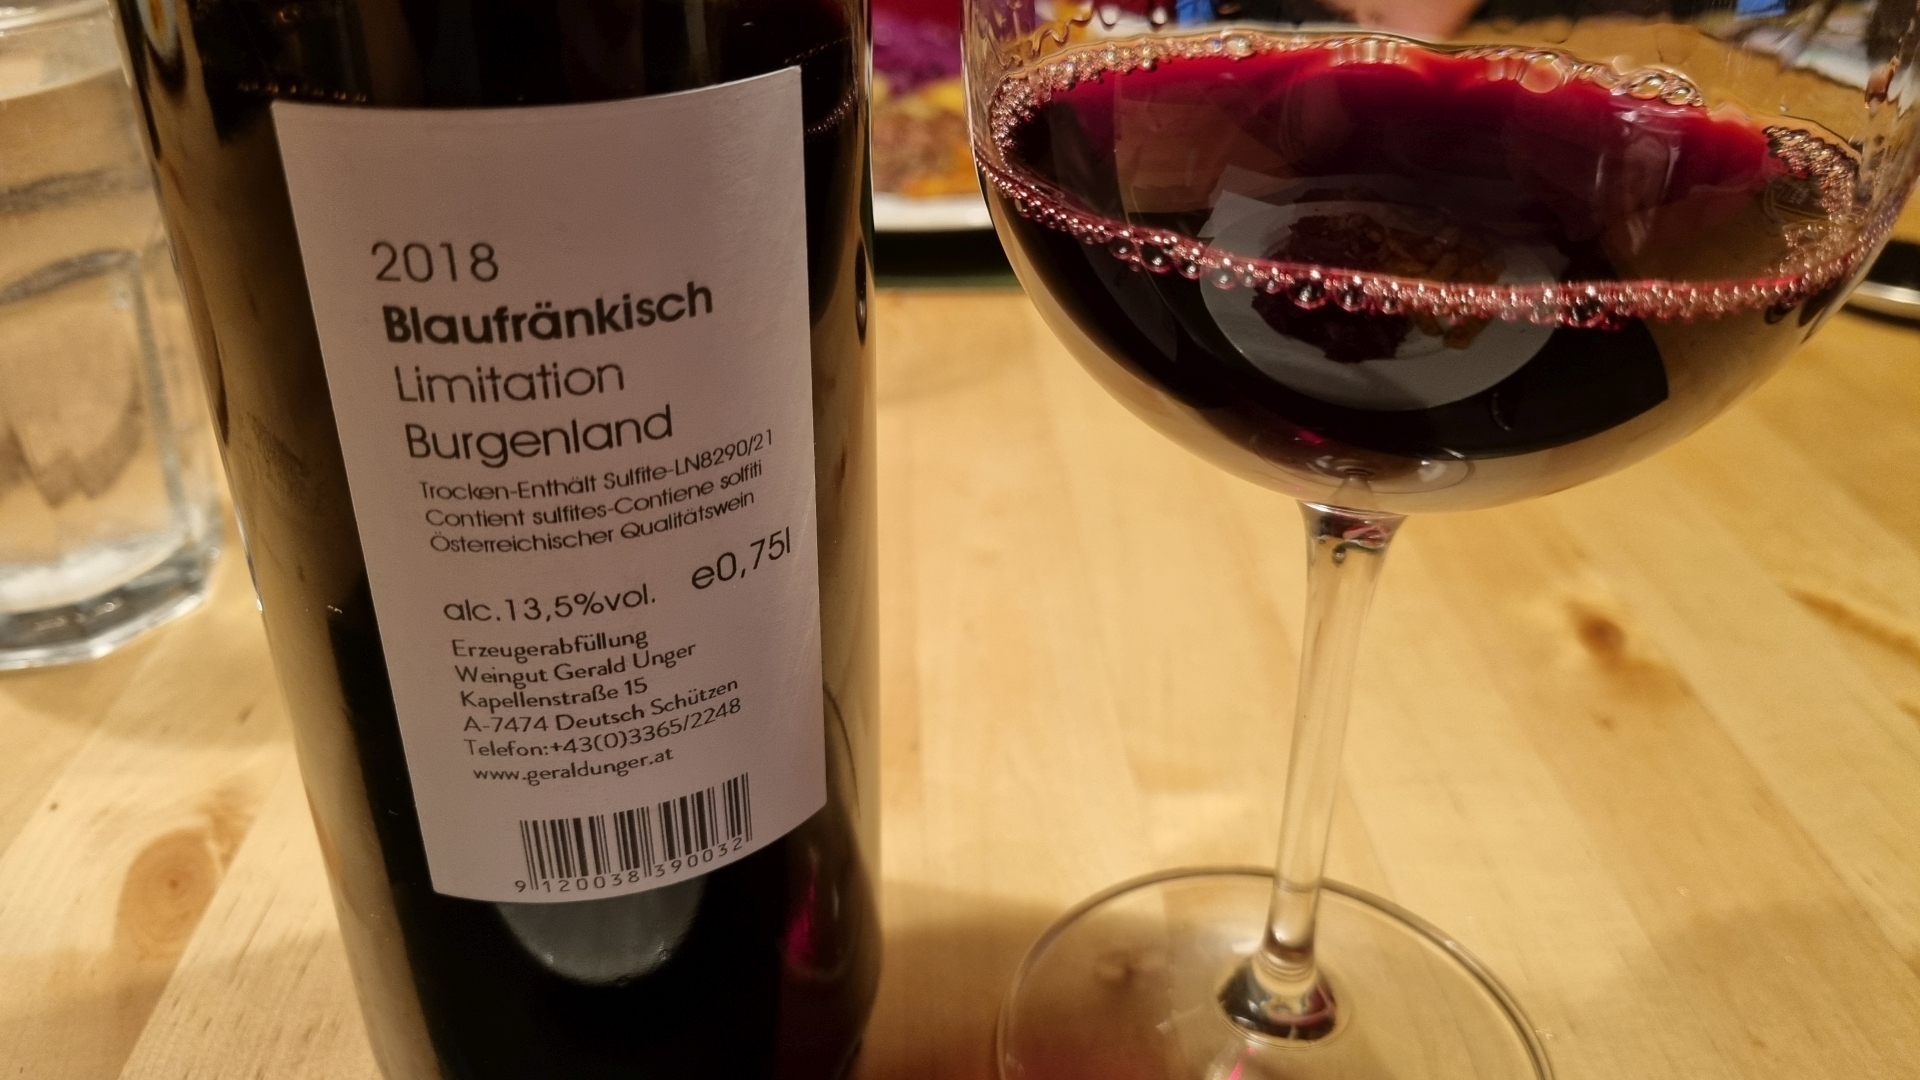 2018
Blaufränkisch
Limitation
Burgenland
Trocken-Enthält Sulfite-LN8290/21
Contient sulfites-Contiene solfiti
Österreichischer Qualitätswein
e0,75l
alc.13,5%vol.
Erzeugerabfüllung
Weingut Gerald Unger
Kapellenstraße 15
A-7474 Deutsch Schützen
Telefon:+43(0)3365/2248
www.geraldunger.at
9 120038 390032